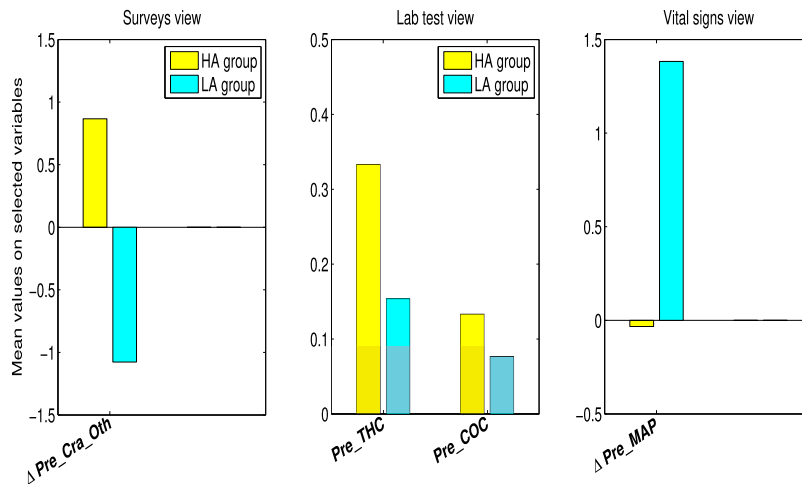 Surveys view
Lab test view
Vital signs view
Mean values on selected variables
1.5
1
0.5
0
−0.5
−1
−1.5
HA group
LA group
Δ Pre_Cra_Oth
0.5
0.4
0.3
0.2
0.1
0
HA group
LA group
Pre_THC
Pre_COC
1.5
1
0.5
0
−0.5
Δ Pre_MAP